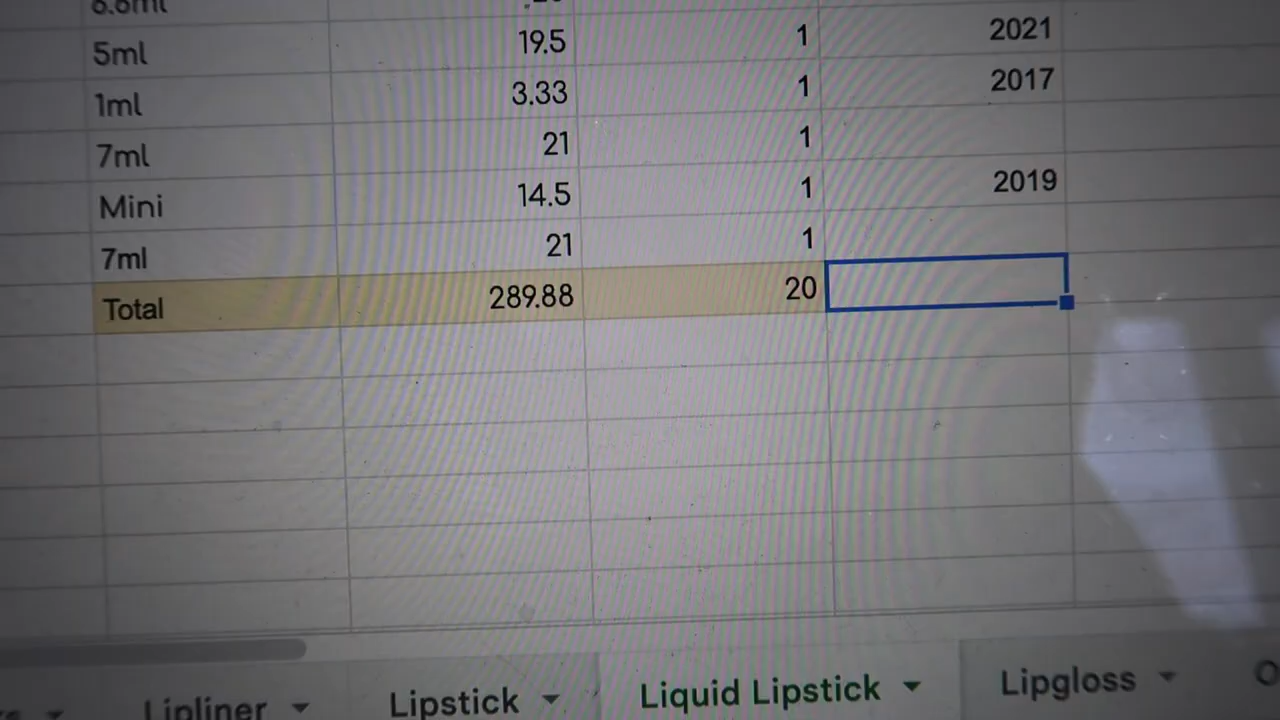 5ml 19.5 1 2021
1ml 3.33 1 2017
7ml 21 1
Mini 14.5 1 2019
7ml 21 1
Total 289.88 20
Lipliner Lipstick Liquid Lipstick Lipgloss